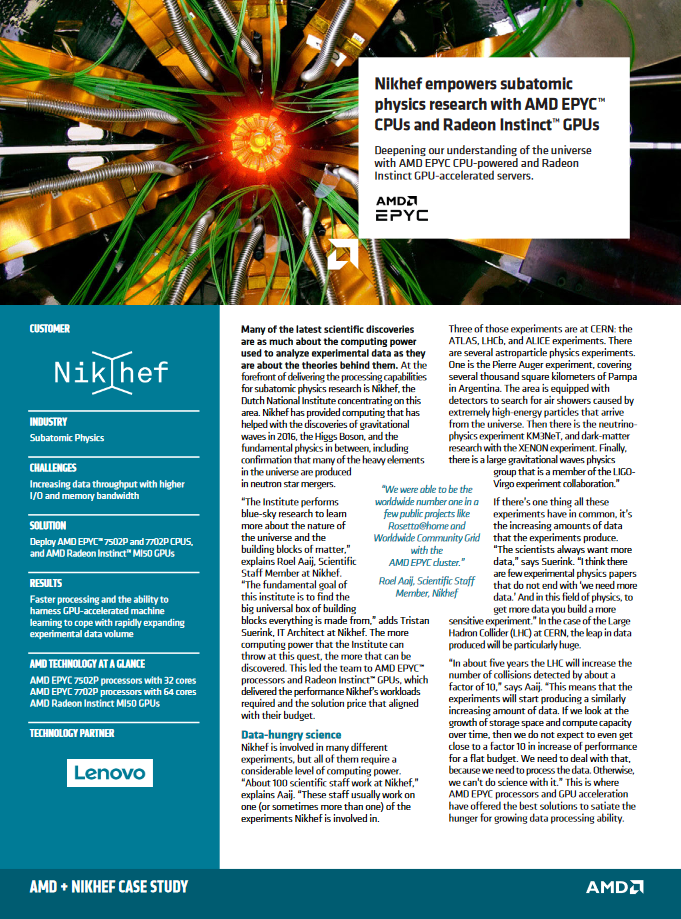 Nikhef empowers subatomic
physics research with AMD EPYC™
CPUs and Radeon Instinct™ GPUs
Deepening our understanding of the universe
with AMD EPYC CPU-powered and Radeon
Instinct GPU-accelerated servers.
AMD
EPYC
CUSTOMER
Nikhef
INDUSTRY
Subatomic Physics
CHALLENGES
Increasing data throughput with higher
I/O and memory bandwidth
SOLUTION
Deploy AMD EPYC™ 7502P and 7702P CPUS,
and AMD Radeon Instinct™ MI50 GPUs
RESULTS
Faster processing and the ability to
harness GPU-accelerated machine
learning to cope with rapidly expanding
experimental data volume
AMD TECHNOLOGY AT A GLANCE
AMD EPYC 7502P processors with 32 cores
AMD EPYC 7702P processors with 64 cores
AMD Radeon Instinct MI50 GPUs
TECHNOLOGY PARTNER
Lenovo
Many of the latest scientific discoveries
are as much about the computing power
used to analyze experimental data as they
are about the theories behind them. At the
forefront of delivering the processing capabilities
for subatomic physics research is Nikhef, the
Dutch National Institute concentrating on this
area. Nikhef has provided computing that has
helped with the discoveries of gravitational
waves in 2016, the Higgs Boson, and the
fundamental physics in between, including
confirmation that many of the heavy elements
in the universe are produced
in neutron star mergers.
"The Institute performs
blue-sky research to learn
more about the nature of
the universe and the
building blocks of matter,"
explains Roel Aaij, Scientific
Staff Member at Nikhef.
"The fundamental goal of
this institute is to find the
big universal box of building
blocks everything is made from," adds Tristan
Suerink, IT Architect at Nikhef. The more
computing power that the Institute can
throw at this quest, the more that can be
discovered. This led the team to AMD EPYC™
processors and Radeon Instinct™ GPUs, which
delivered the performance Nikhef's workloads
required and the solution price that aligned
with their budget.
Data-hungry science
Nikhef is involved in many different
experiments, but all of them require a
considerable level of computing power.
"About 100 scientific staff work at Nikhef,"
explains Aaij. "These staff usually work on
one (or sometimes more than one) of the
experiments Nikhef is involved in.
"We were able to be the
worldwide number one in a
few public projects like
Rosetta@home and
Worldwide Community Grid
with the
AMD EPYC cluster."
Roel Aaij, Scientific Staff
Member, Nikhef
Three of those experiments are at CERN: the
ATLAS, LHCb, and ALICE experiments. There
are several astroparticle physics experiments.
One is the Pierre Auger experiment, covering
several thousand square kilometers of Pampa
in Argentina. The area is equipped with
detectors to search for air showers caused by
extremely high-energy particles that arrive
from the universe. Then there is the neutrino-
physics experiment KM3NeT, and dark-matter
research with the XENON experiment. Finally,
there is a large gravitational waves physics
group that is a member of the LIGO-
Virgo experiment collaboration."
If there's one thing all these
experiments have in common, it's
the increasing amounts of data
that the experiments produce.
"The scientists always want more
data," says Suerink. "I think there
are few experimental physics papers
that do not end with 'we need more
data.' And in this field of physics, to
get more data you build a more
sensitive experiment." In the case of the Large
Hadron Collider (LHC) at CERN, the leap in data
produced will be particularly huge.
"In about five years the LHC will increase the
number of collisions detected by about a
factor of 10," says Aaij. "This means that the
experiments will start producing a similarly
increasing amount of data. If we look at the
growth of storage space and compute capacity
over time, then we do not expect to even get
close to a factor 10 in increase of performance
for a flat budget. We need to deal with that,
because we need to process the data. Otherwise,
we can't do science with it." This is where
AMD EPYC processors and GPU acceleration
have offered the best solutions to satiate the
hunger for growing data processing ability.
AMD + NIKHEF CASE STUDY
AMD